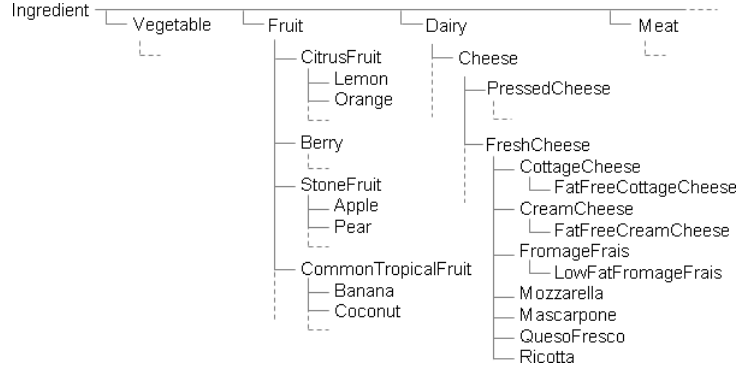 Ingredient
Vegetable
Fruit
CitrusFruit
Lemon
Orange
Berry
StoneFruit
Apple
Pear
CommonTropicalFruit
Banana
Coconut
Dairy
Cheese
PressedCheese
FreshCheese
CottageCheese
FatFreeCottageCheese
CreamCheese
FatFreeCreamCheese
FromageFrais
LowFatFromageFrais
Mozzarella
Mascarpone
QuesoFresco
Ricotta
Meat